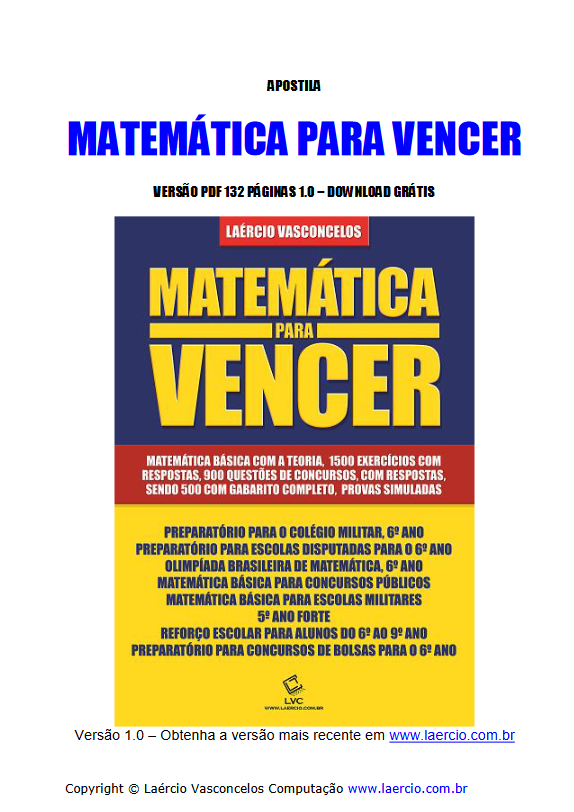 APOSTILA
MATEMÁTICA PARA VENCER
VERSÃO PDF 132 PÁGINAS 1.0 – DOWNLOAD GRÁTIS
LAÉRCIO VASCONCELOS
MATEMÁTICA
PARA
VENCER
MATEMÁTICA BÁSICA COM A TEORIA, 1500 EXERCÍCIOS COM
RESPOSTAS, 900 QUESTÕES DE CONCURSOS, COM RESPOSTAS,
SENDO 500 COM GABARITO COMPLETO, PROVAS SIMULADAS
PREPARATÓRIO PARA O COLÉGIO MILITAR, 6º ANO
PREPARATÓRIO PARA ESCOLAS DISPUTADAS PARA O 6º ANO
OLIMPÍADA BRASILEIRA DE MATEMÁTICA, 6º ANO
MATEMÁTICA BÁSICA PARA CONCURSOS PÚBLICOS
MATEMÁTICA BÁSICA PARA ESCOLAS MILITARES
5º ANO FORTE
REFORÇO ESCOLAR PARA ALUNOS DO 6º AO 9º ANO
PREPARATÓRIO PARA CONCURSOS DE BOLSAS PARA O 6º ANO
LVC
WWW.LAERCIO.COM.BR
Versão 1.0 – Obtenha a versão mais recente em www.laercio.com.br
Copyright © Laércio Vasconcelos Computação www.laercio.com.br